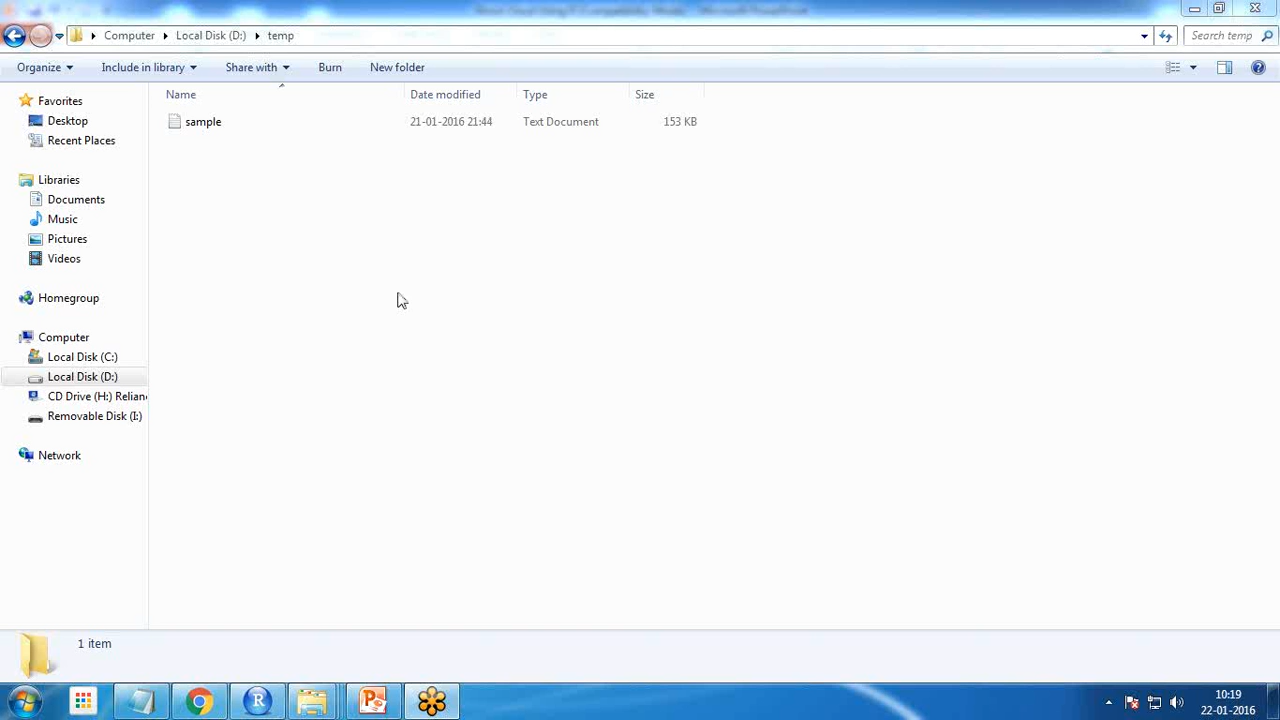 Computer Local Disk (D:) temp
Search temp
Organize Include in library Share with Burn New folder
Name Date modified Type Size
sample 21-01-2016 21:44 Text Document 153 KB
Favorites
Desktop
Recent Places
Libraries
Documents
Music
Pictures
Videos
Homegroup
Computer
Local Disk (C:)
Local Disk (D:)
CD Drive (H:) Relian
Removable Disk (I:)
Network
1 item
10:19
22-01-2016